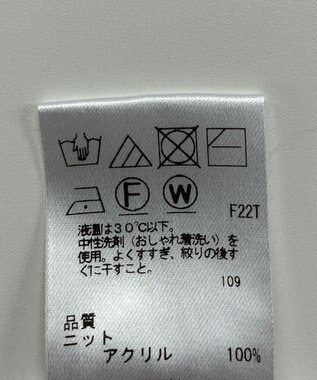 F W
F22T
液温は30℃以下。
中性洗剤(おしゃれ着洗い)を
使用。よくすすぎ、絞りの後す
ぐに干すこと。
109
品質
ニット
アクリル 100%